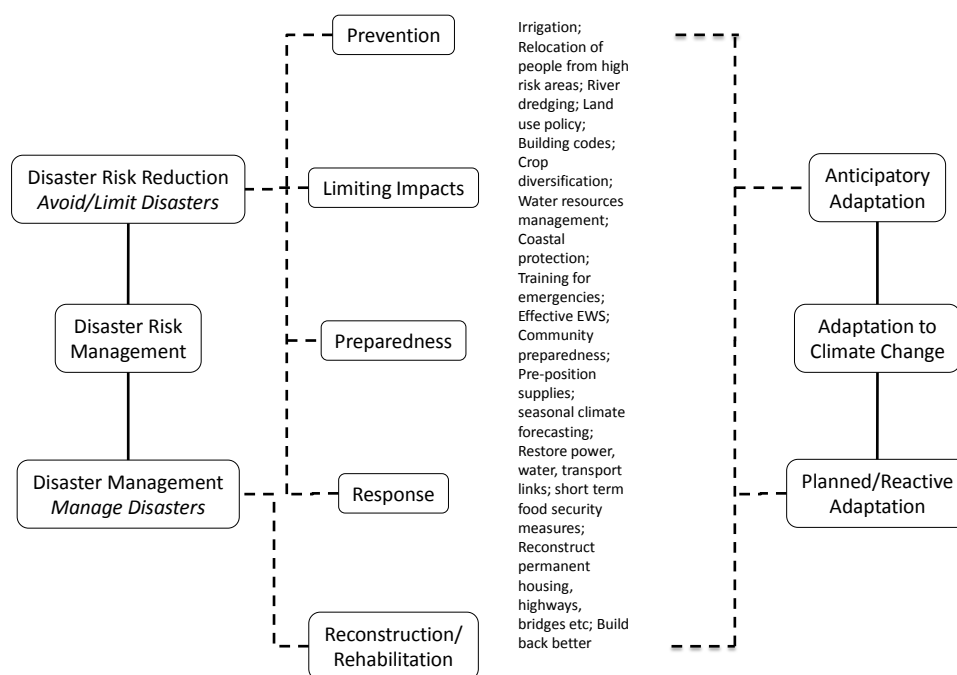 Prevention
Disaster Risk Reduction
Avoid/Limit Disasters
Limiting Impacts
Disaster Risk
Management
Preparedness
Disaster Management
Manage Disasters
Response
Reconstruction/
Rehabilitation
Irrigation;
Relocation of
people from high
risk areas; River
dredging; Land
use policy;
Building codes;
Crop
diversification;
Water resources
management;
Coastal
protection;
Training for
emergencies;
Effective EWS;
Community
preparedness;
Pre-position
supplies;
seasonal climate
forecasting;
Restore power,
water, transport
links; short term
food security
measures;
Reconstruct
permanent
housing,
highways,
bridges etc; Build
back better
Anticipatory
Adaptation
Adaptation to
Climate Change
Planned/Reactive
Adaptation